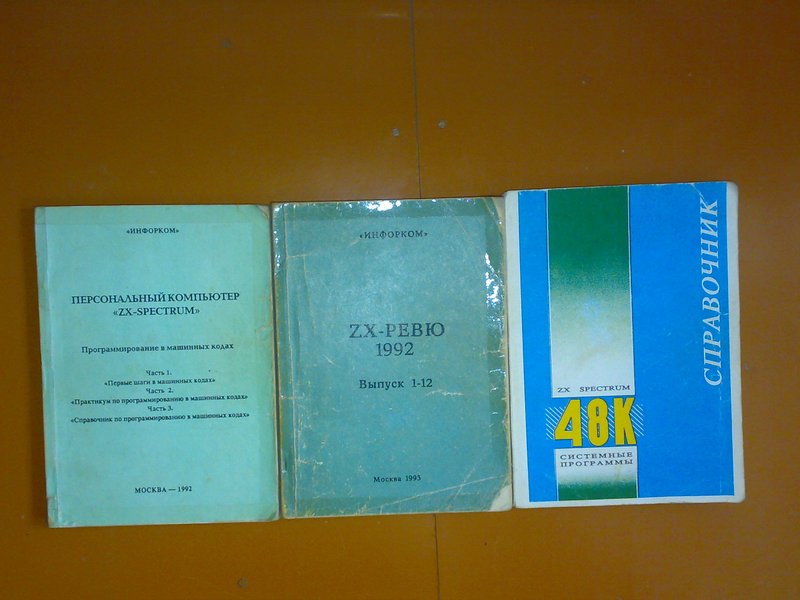 «ИНФОРКОМ»
ПЕРСОНАЛЬНЫЙ КОМПЬЮТЕР
«ZX-SPECTRUM»
Программирование в машинных кодах
Часть 1.
«Первые шаги в машинных кодах»
Часть 2.
«Практикум по программированию в машинных кодах»
Часть 3.
«Справочник по программированию в машинных кодах»
МОСКВА — 1992
«ИНФОРКОМ»
ZX-РЕВЮ
1992
Выпуск 1-12
Москва 1993
СПРАВОЧНИК
ZX SPECTRUM
48K
СИСТЕМНЫЕ
ПРОГРАММЫ